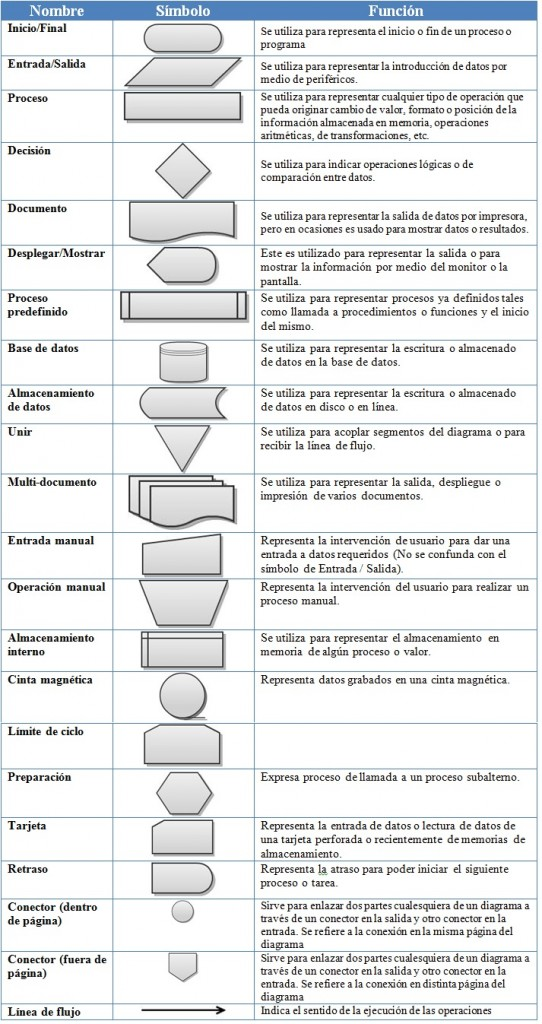 Nombre Símbolo Función
Inicio/Final
Se utiliza para representa el inicio o fin de un proceso o
programa
Entrada/Salida
Se utiliza para representar la introducción de datos por
medio de periféricos.
Proceso
Se utiliza para representar cualquier tipo de operación que
pueda originar cambio de valor, formato o posición de la
información almacenada en memoria, operaciones
aritméticas, de transformaciones, etc.
Decisión
Se utiliza para indicar operaciones lógicas o de
comparación entre datos.
Documento
Se utiliza para representar la salida de datos por impresora,
pero en ocasiones es usado para mostrar datos o resultados.
Desplegar/Mostrar
Este es utilizado para representar la salida o para
mostrar la información por medio del monitor o la
pantalla.
Proceso
predefinido
Se utiliza para representar procesos ya definidos tales
como llamada a procedimientos o funciones y el inicio
del mismo.
Base de datos
Se utiliza para representar la escritura o almacenado
de datos en la base de datos.
Almacenamiento
de datos
Se utiliza para representar la escritura o almacenado
de datos en disco o en línea.
Unir
Se utiliza para acoplar segmentos del diagrama o para
recibir la línea de flujo.
Multi-documento
Se utiliza para representar la salida, despliegue o
impresión de varios documentos.
Entrada manual
Representa la intervención de usuario para dar una
entrada a datos requeridos (No se confunda con el
símbolo de Entrada / Salida).
Operación manual
Representa la intervención del usuario para realizar un
proceso manual.
Almacenamiento
interno
Se utiliza para representar el almacenamiento en
memoria de algún proceso o valor.
Cinta magnética
Representa datos grabados en una cinta magnética.
Límite de ciclo
Preparación
Expresa proceso de llamada a un proceso subalterno.
Tarjeta
Representa la entrada de datos o lectura de datos de
una tarjeta perforada o recientemente de memorias de
almacenamiento.
Retraso
Representa la atraso para poder iniciar el siguiente
proceso o tarea.
Conector (dentro
de página)
Sirve para enlazar dos partes cualesquiera de un diagrama a
través de un conector en la salida y otro conector en la
entrada. Se refiere a la conexión en la misma página del
diagrama
Conector (fuera de
página)
Sirve para enlazar dos partes cualesquiera de un diagrama a
través de un conector en la salida y otro conector en la
entrada. Se refiere a la conexión en distinta página del
diagrama
Línea de flujo
Indica el sentido de la ejecución de las operaciones